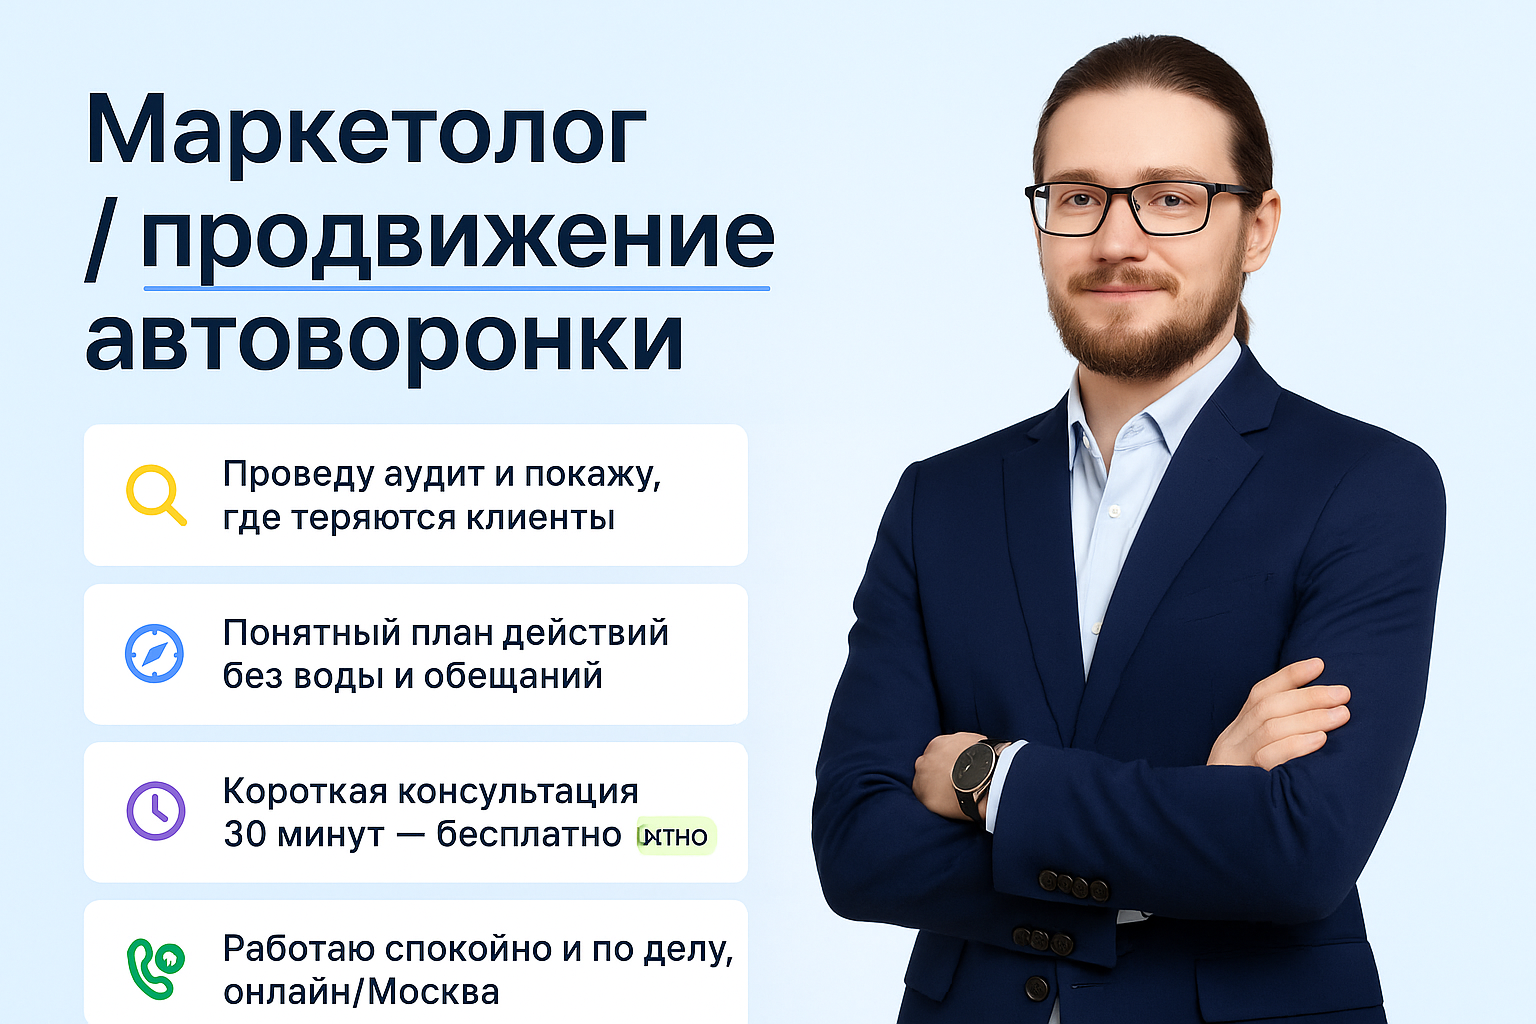 Маркетолог
/ продвижение
автоворонки
Проведу аудит и покажу,
где теряются клиенты
Понятный план действий
без воды и обещаний
Короткая консультация
30 минут — бесплатно
Работаю спокойно и по делу,
онлайн/Москва